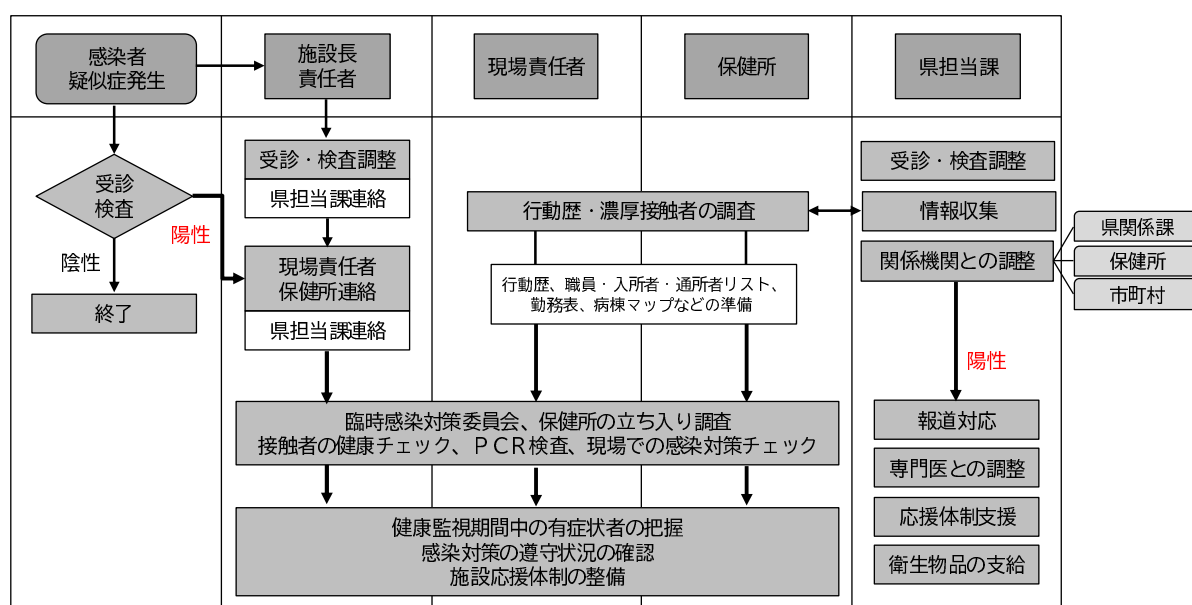 感染者
疑似症発生
施設長
責任者
現場責任者
保健所
県担当課
受診
検査
陽性
陰性
終了
受診・検査調整
県担当課連絡
現場責任者
保健所連絡
県担当課連絡
行動歴・濃厚接触者の調査
行動歴、職員・入所者・通所者リスト、
勤務表、病棟マップなどの準備
受診・検査調整
情報収集
関係機関との調整
県関係課
保健所
市町村
陽性
臨時感染対策委員会、保健所の立ち入り調査
接触者の健康チェック、PCR検査、現場での感染対策チェック
健康監視期間中の有症状者の把握
感染対策の遵守状況の確認
施設応援体制の整備
報道対応
専門医との調整
応援体制支援
衛生物品の支給